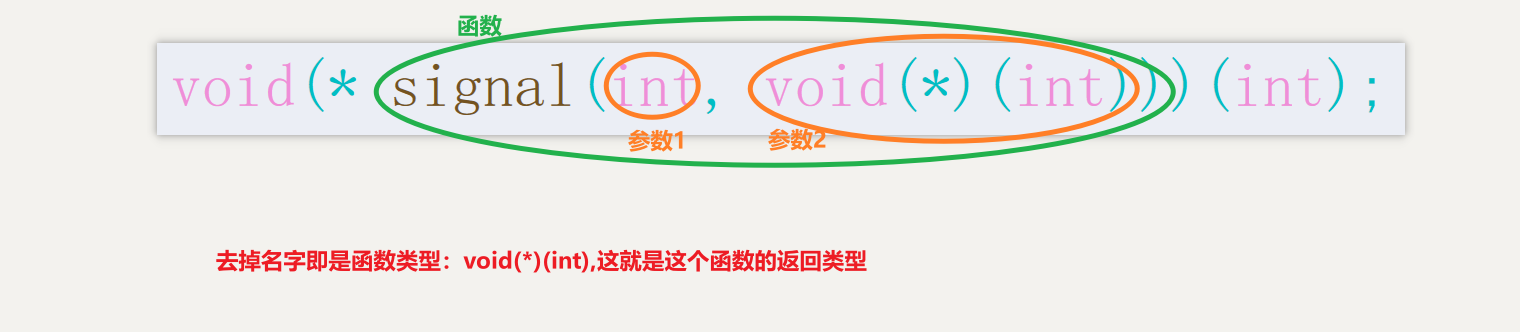 函数
void(* signal(int, void(*)(int)))(int);
参数1 参数2
去掉名字即是函数类型：void(*)(int),这就是这个函数的返回类型